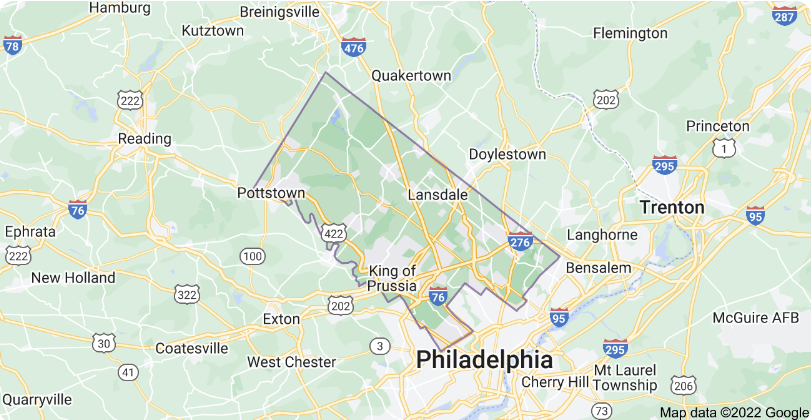 Hamburg
Breinigsville
287
78
Kutztown
476
Flemington
Quakertown
222
202
Reading
Princeton
1
Doylestown
295
Pottstown
Lansdale
76
Trenton
95
Ephrata
422
276
Langhorne
222
100
Bensalem
New Holland
King of
Prussia
322
76
202
Exton
95
McGuire AFB
30
Coatesville
3
295
West Chester
Philadelphia
41
Mt Laurel
Township
Cherry Hill
206
Quarryville
73
Map data ©2022 Google